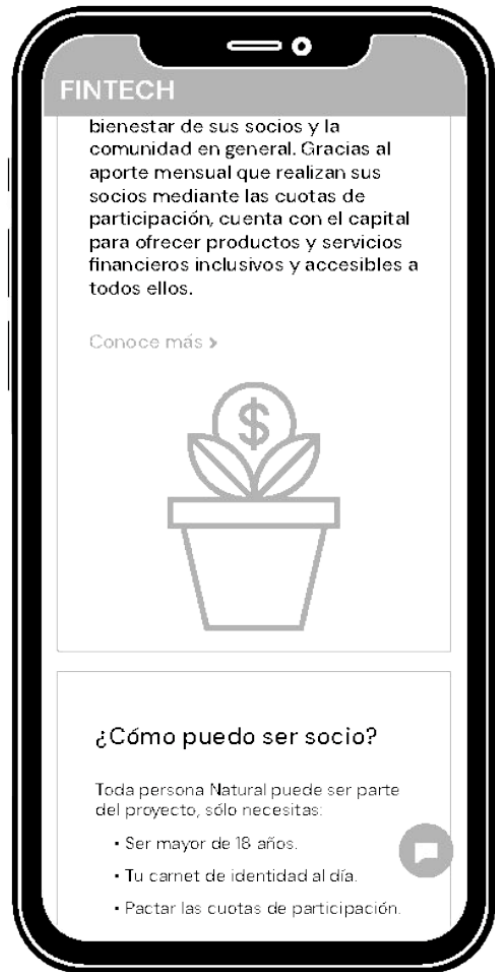 FINTECH
bienestar de sus socios y la
comunidad en general. Gracias al
aporte mensual que realizan sus
socios mediante las cuotas de
participación, cuenta con el capital
para ofrecer productos y servicios
financieros inclusivos y accesibles a
todos ellos.
Conoce más >
$
¿Cómo puedo ser socio?
Toda persona Natural puede ser parte
del proyecto, sólo necesitas:
• Ser mayor de 18 años.
• Tu carnet de identidad al día.
• Pactar las cuotas de participación.